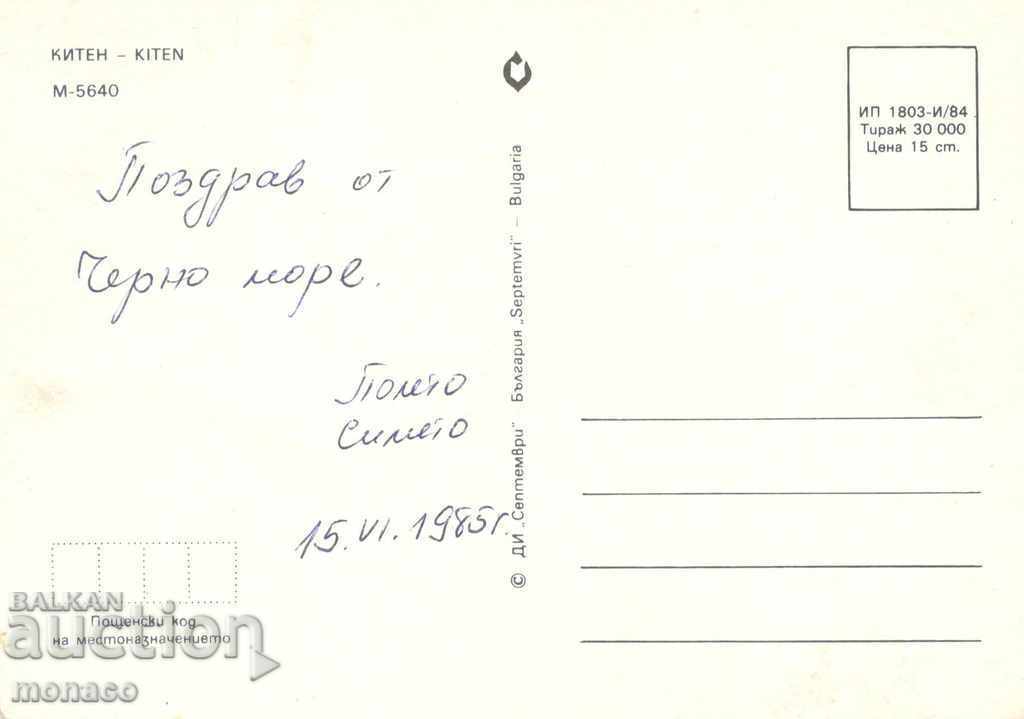 КИТЕН – KITEN
М-5640
Поздрав от
Черно море.
Полето
Симето
15.VI.1985г.
Пощенски код
на местоназначението
© ДИ „Септември" България „Septemvri" – Bulgaria
ИП 1803-И/84
Тираж 30 000
Цена 15 ст.
BALKAN
auction
monaco